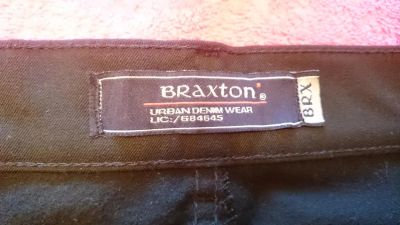 BRAXTON®
URBAN DENIM WEAR
LIC:/684645
BRX